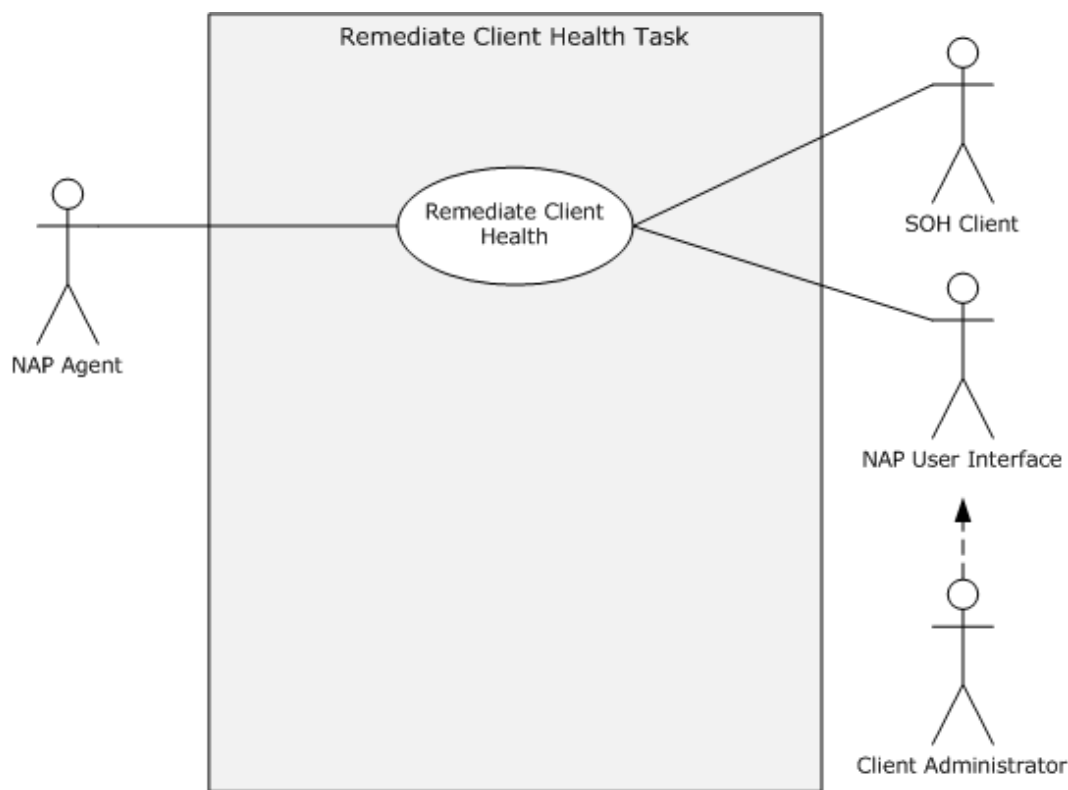 Remediate Client Health Task
Remediate Client
Health
SOH Client
NAP Agent
NAP User Interface
Client Administrator